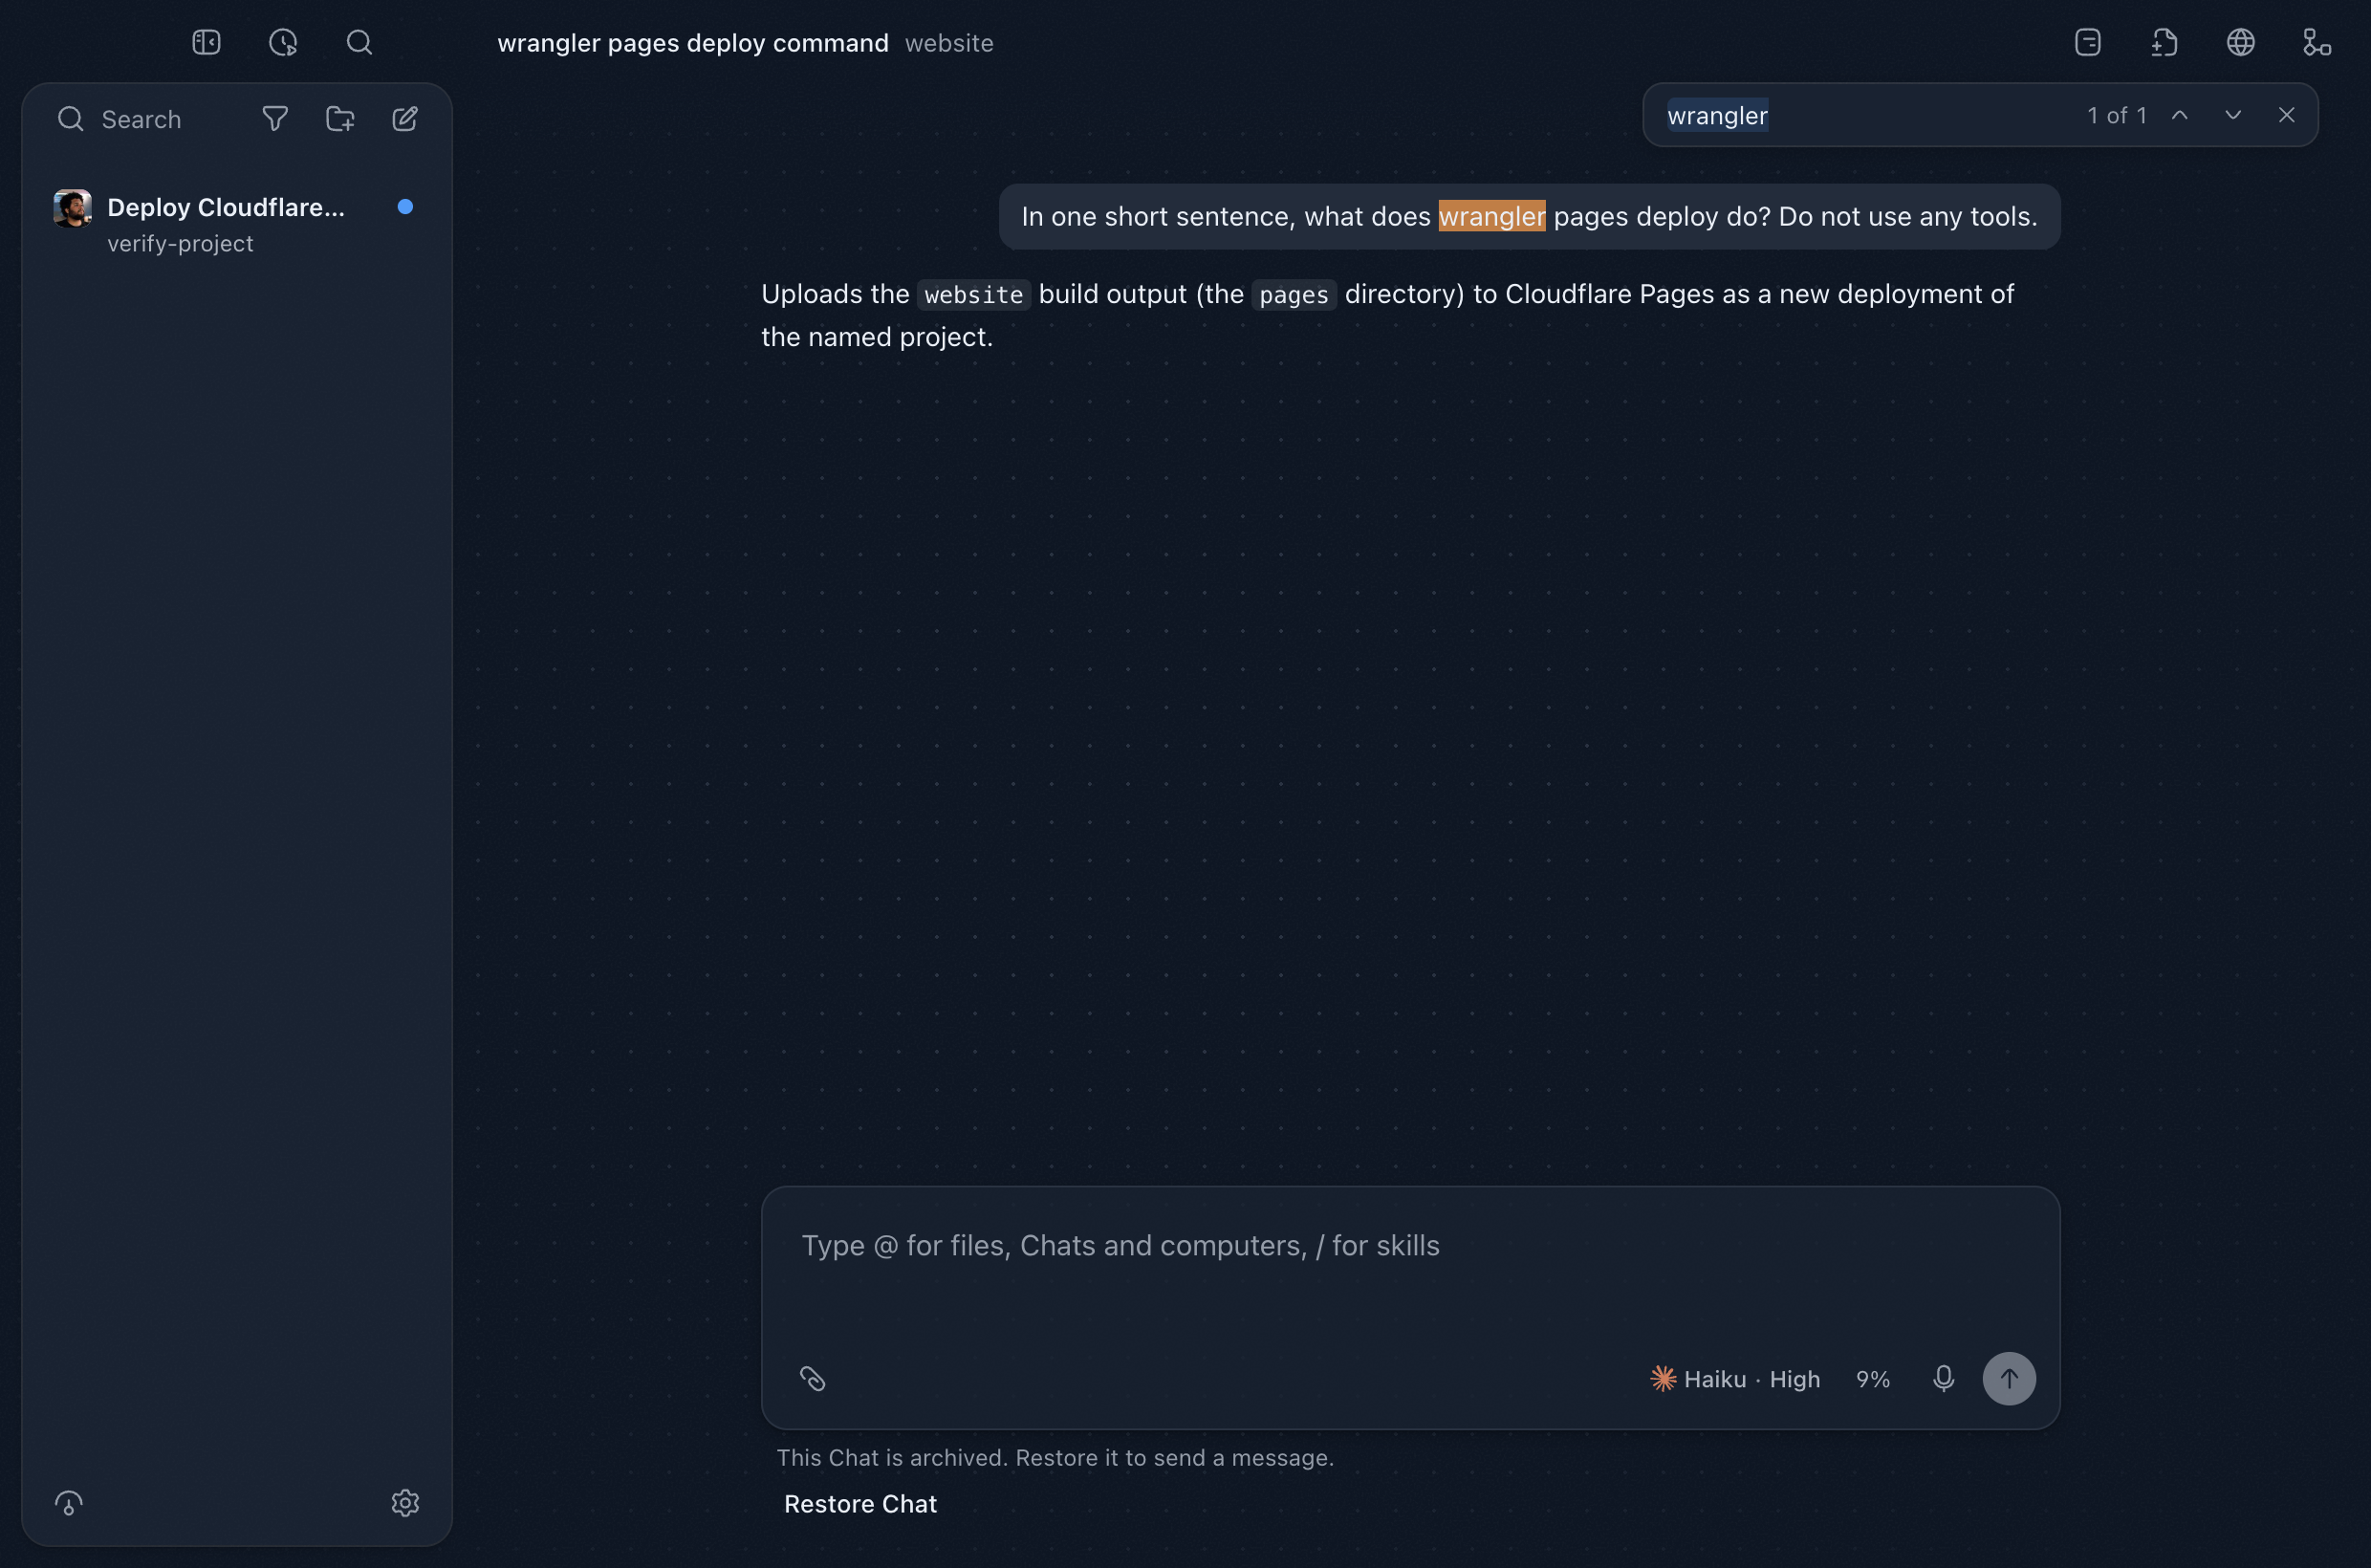 wrangler pages deploy command website
Search
wrangler
1 of 1
Deploy Cloudflare...
verify-project
In one short sentence, what does wrangler pages deploy do? Do not use any tools.
Uploads the website build output (the pages directory) to Cloudflare Pages as a new deployment of
the named project.
Type @ for files, Chats and computers, / for skills
Haiku · High
9%
This Chat is archived. Restore it to send a message.
Restore Chat